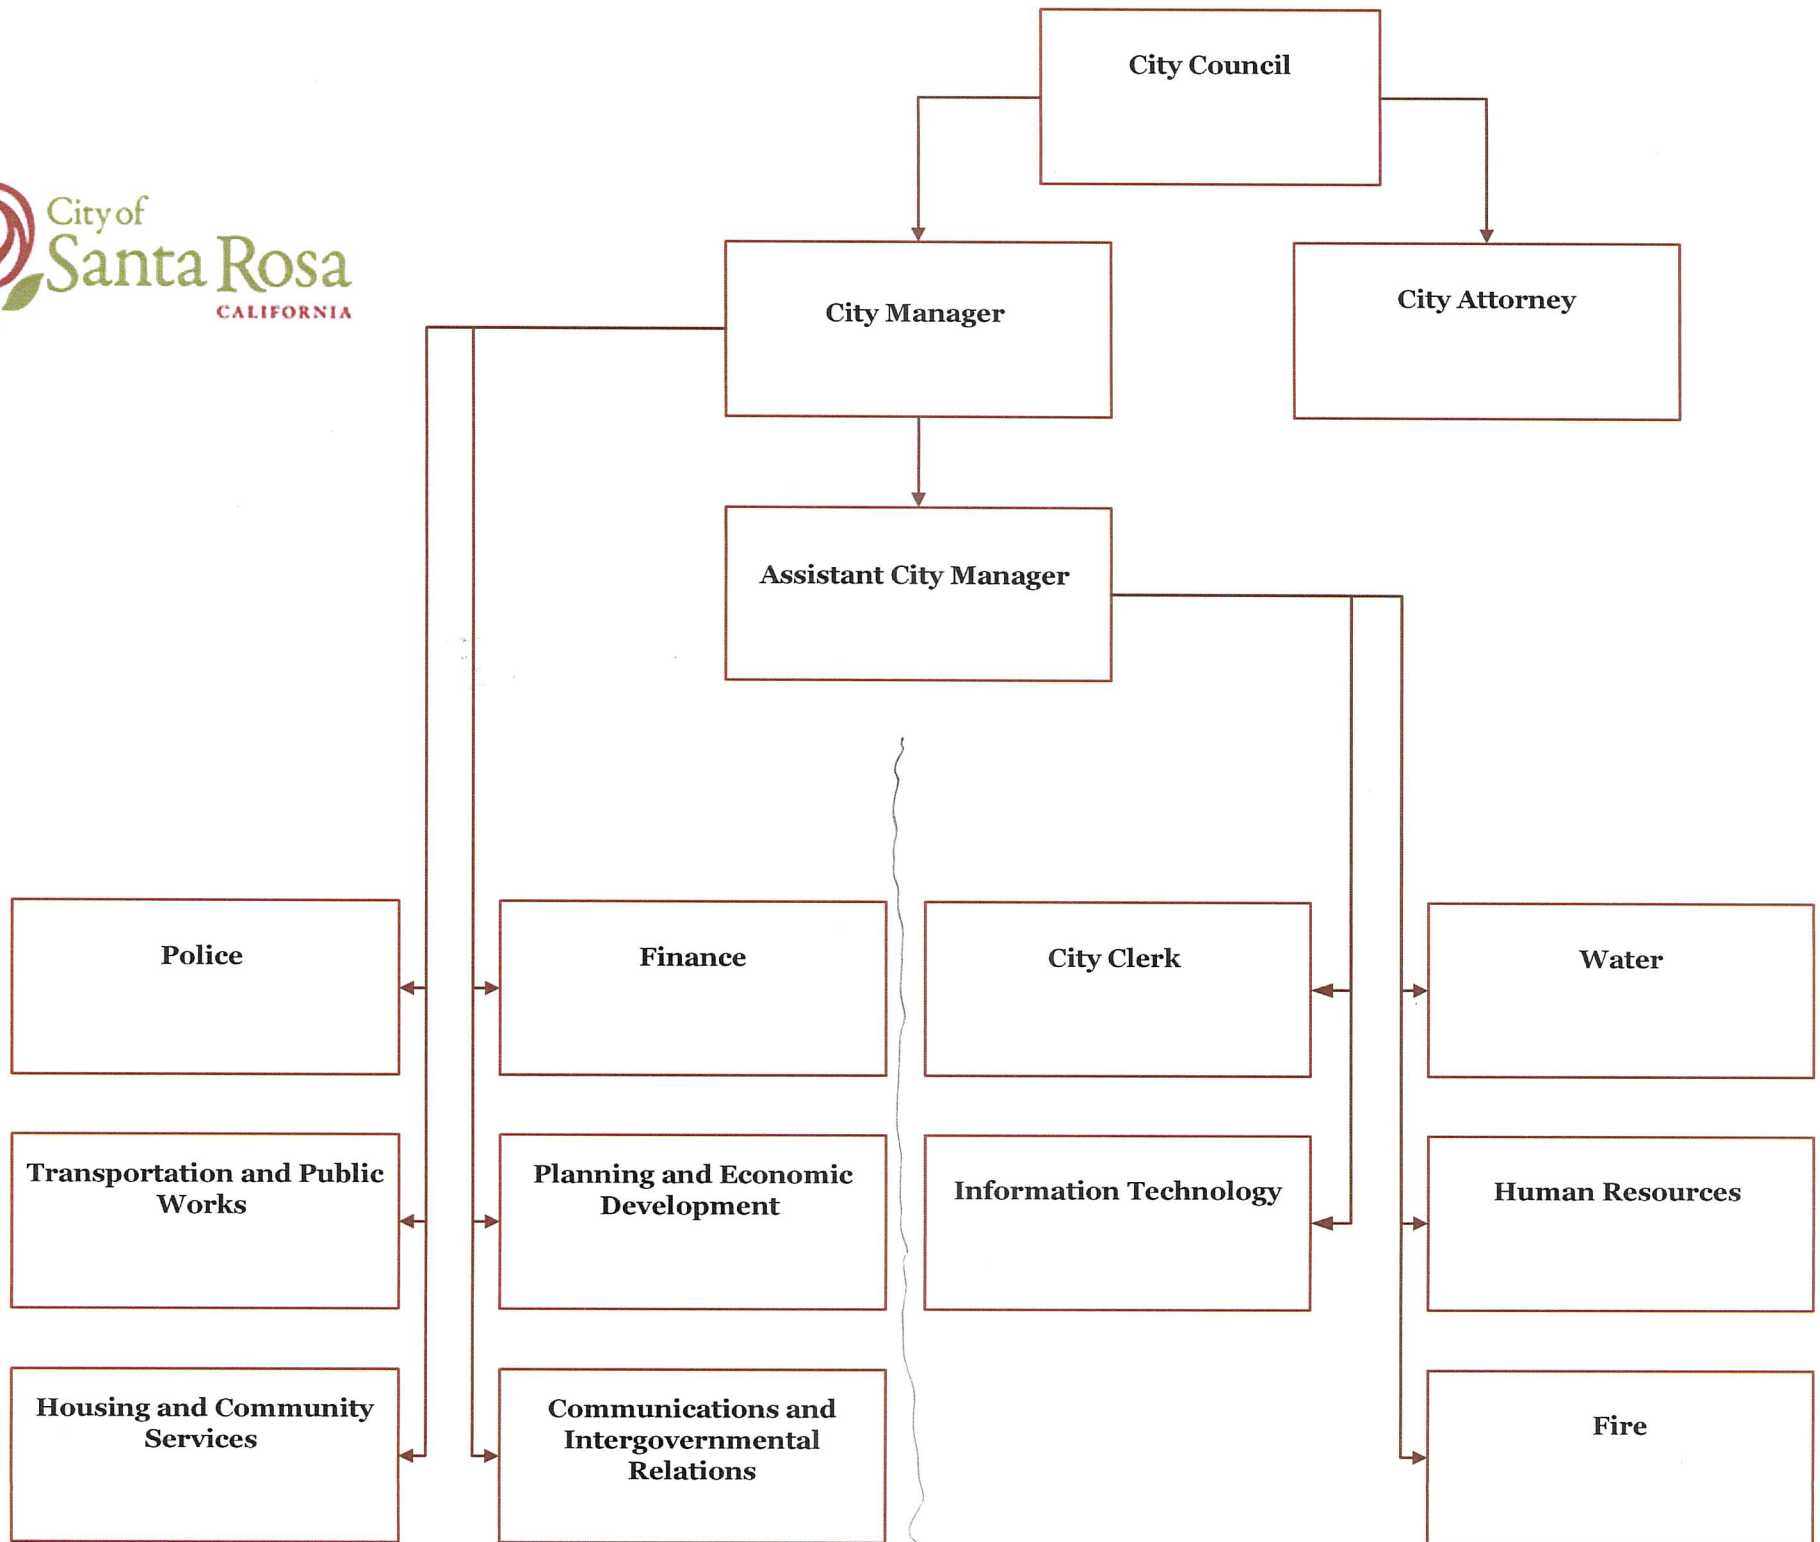 City Council
City of
Santa Rosa
CALIFORNIA
City Manager
City Attorney
Assistant City Manager
Police
Finance
City Clerk
Water
Transportation and Public
Works
Planning and Economic
Development
Information Technology
Human Resources
Housing and Community
Services
Communications and
Intergovernmental
Relations
Fire